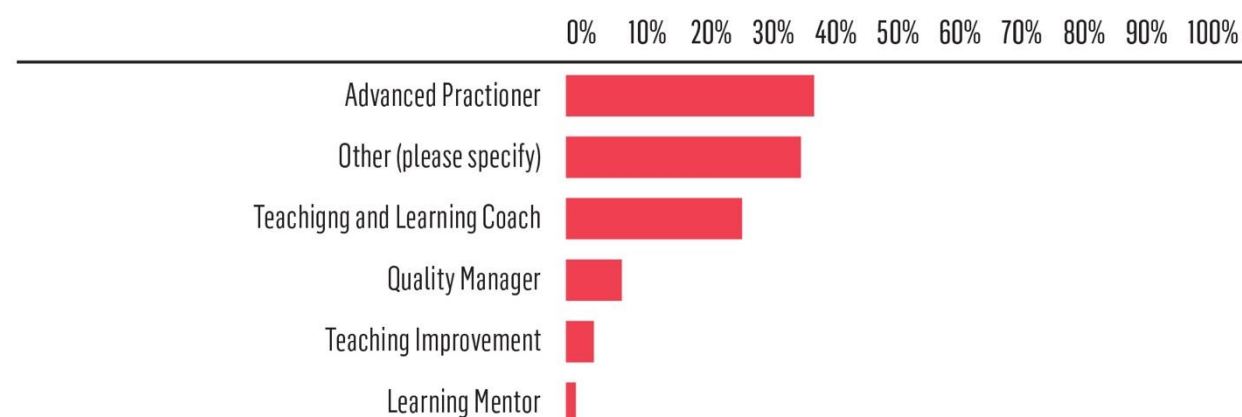 0% 10% 20% 30% 40% 50% 60% 70% 80% 90% 100%
Advanced Practioner
Other (please specify)
Teachigng and Learning Coach
Quality Manager
Teaching Improvement
Learning Mentor